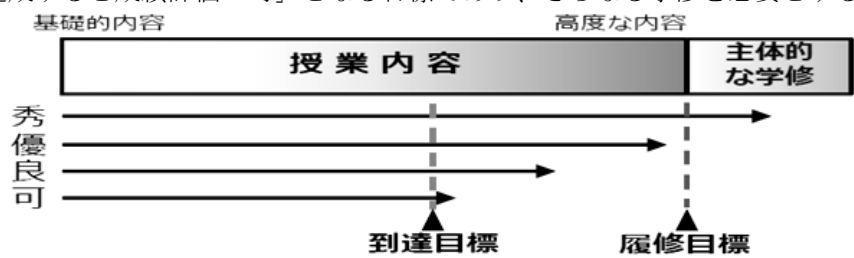 基礎的内容
高度な内容
授業内容
主体的
な学修
秀
優
良
可
到達目標
履修目標